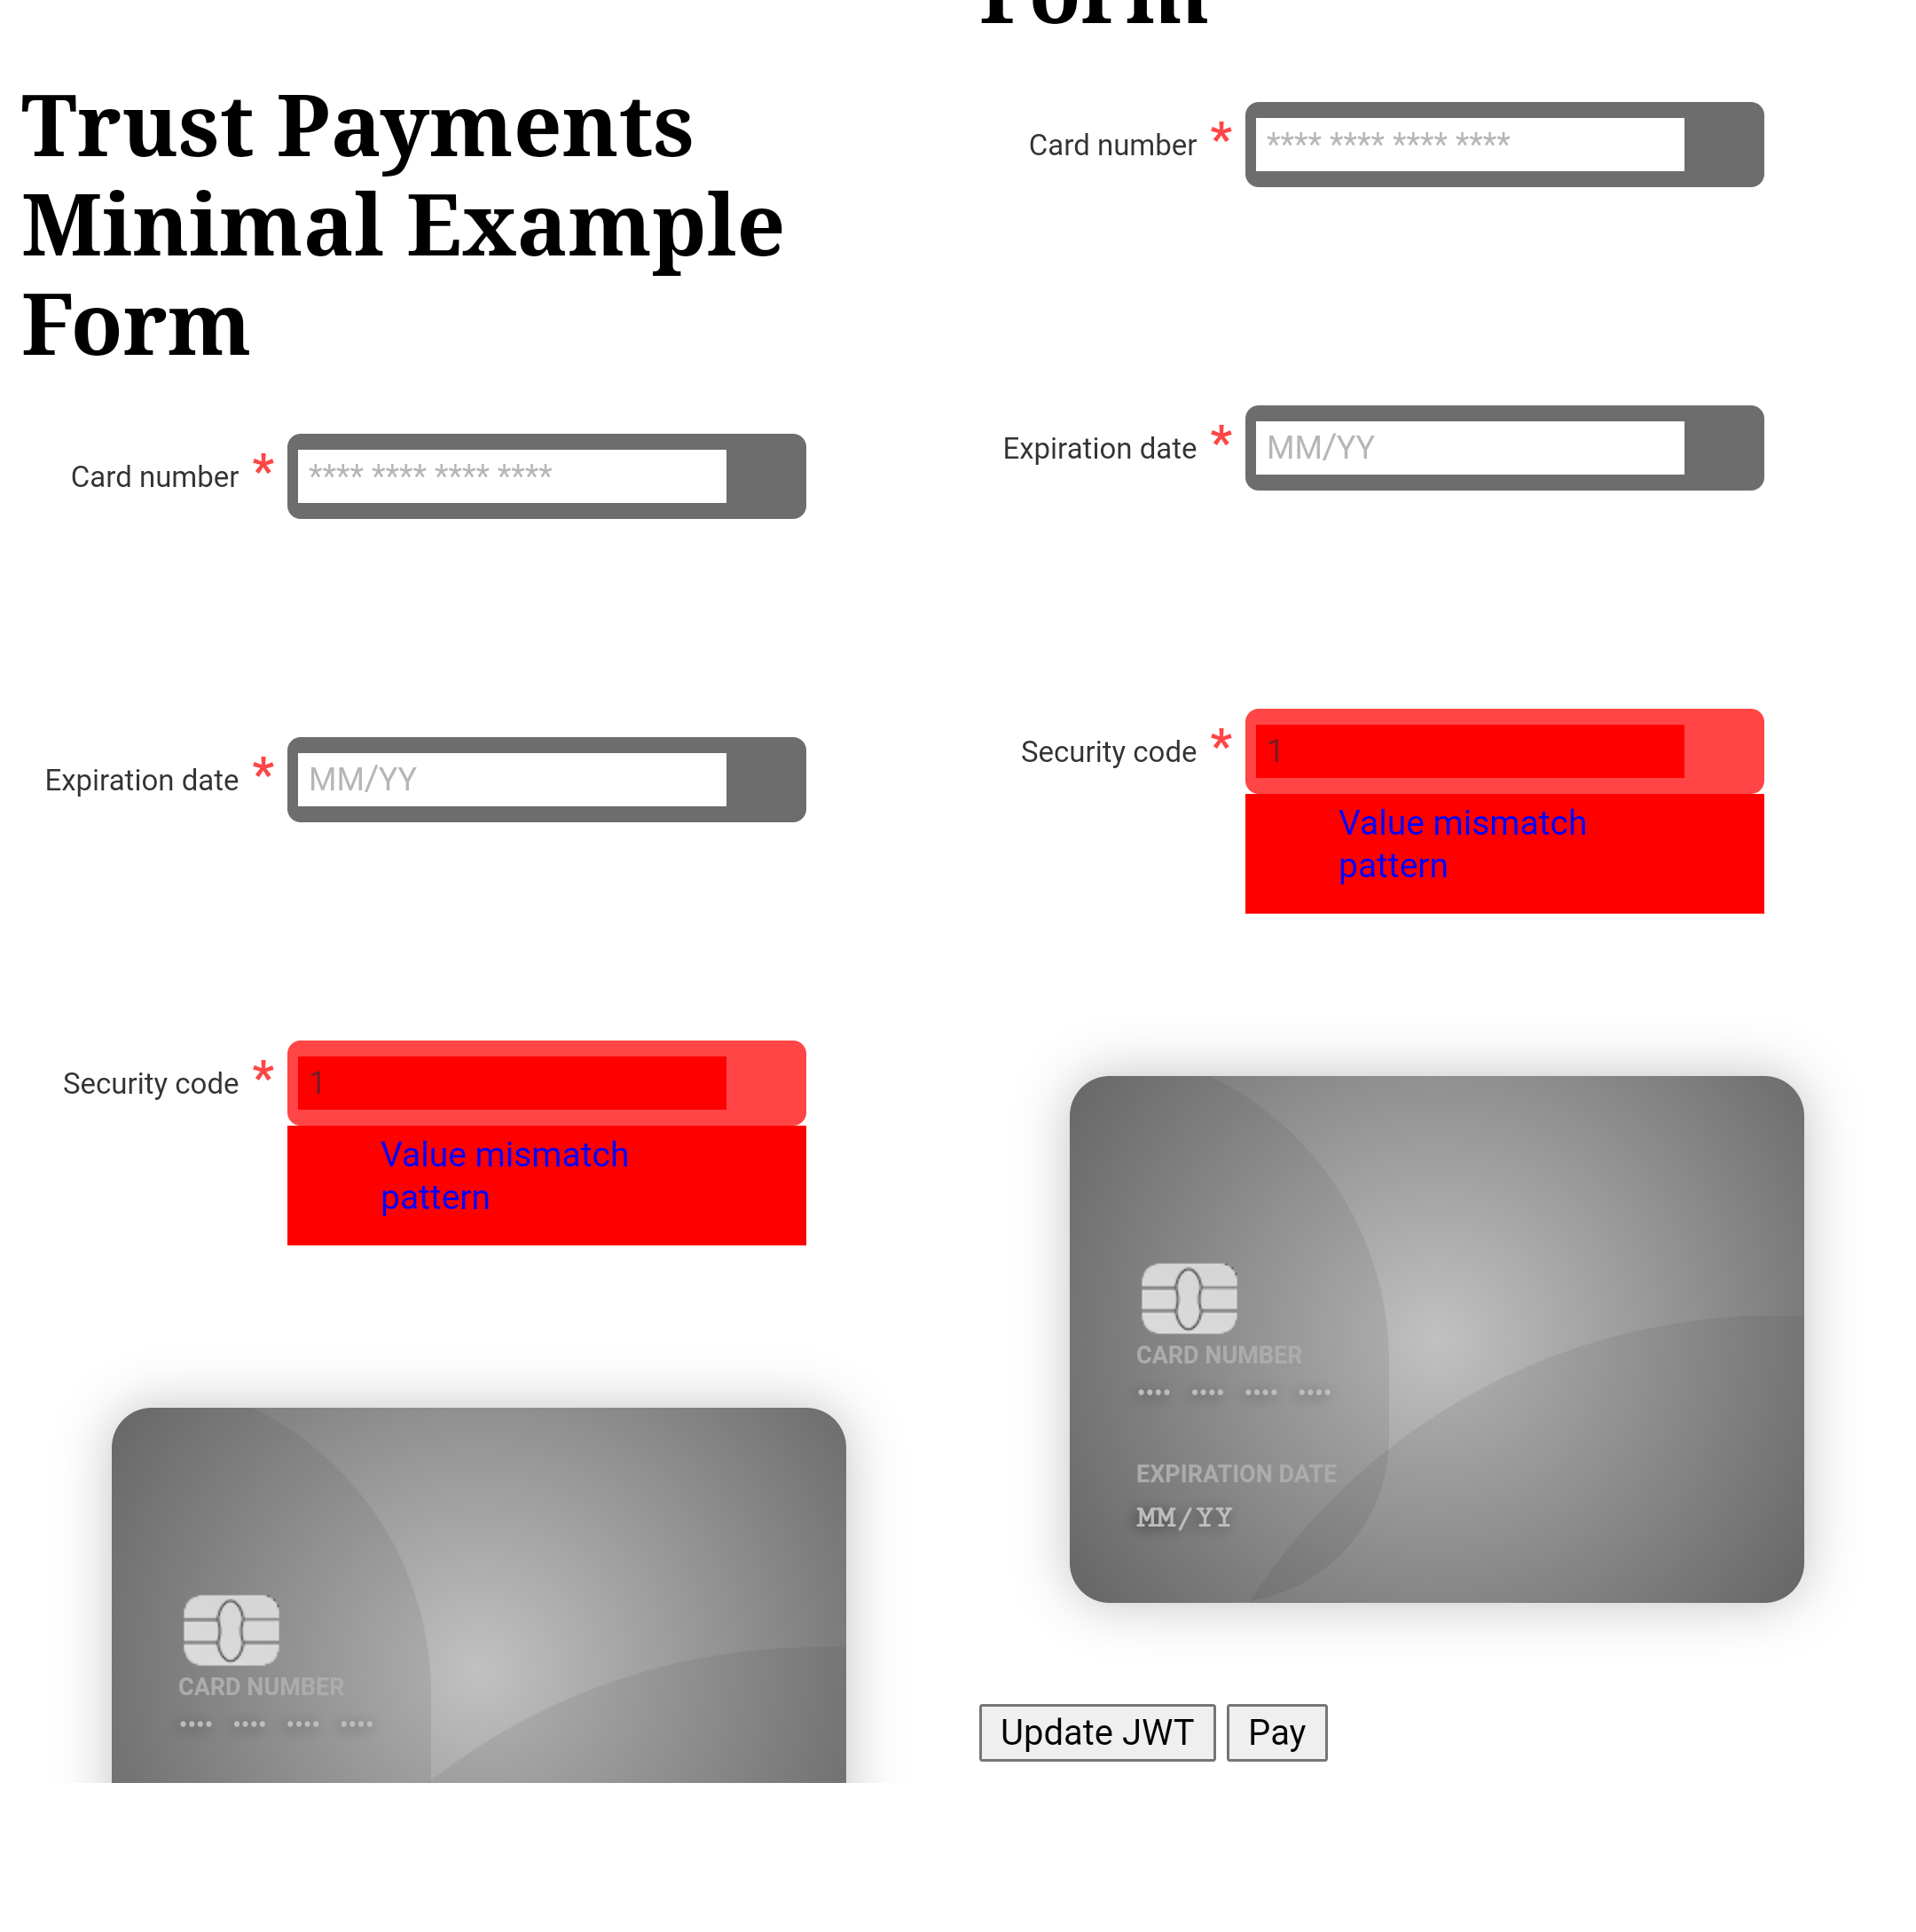 Trust Payments
Minimal Example
Form
Card number *
**** **** **** ****
Expiration date *
MM/YY
Security code *
1
Value mismatch
pattern
CARD NUMBER
•••• •••• •••• ••••
Form
Card number *
**** **** **** ****
Expiration date *
MM/YY
Security code *
1
Value mismatch
pattern
CARD NUMBER
•••• •••• •••• ••••
EXPIRATION DATE
MM/YY
Update JWT
Pay